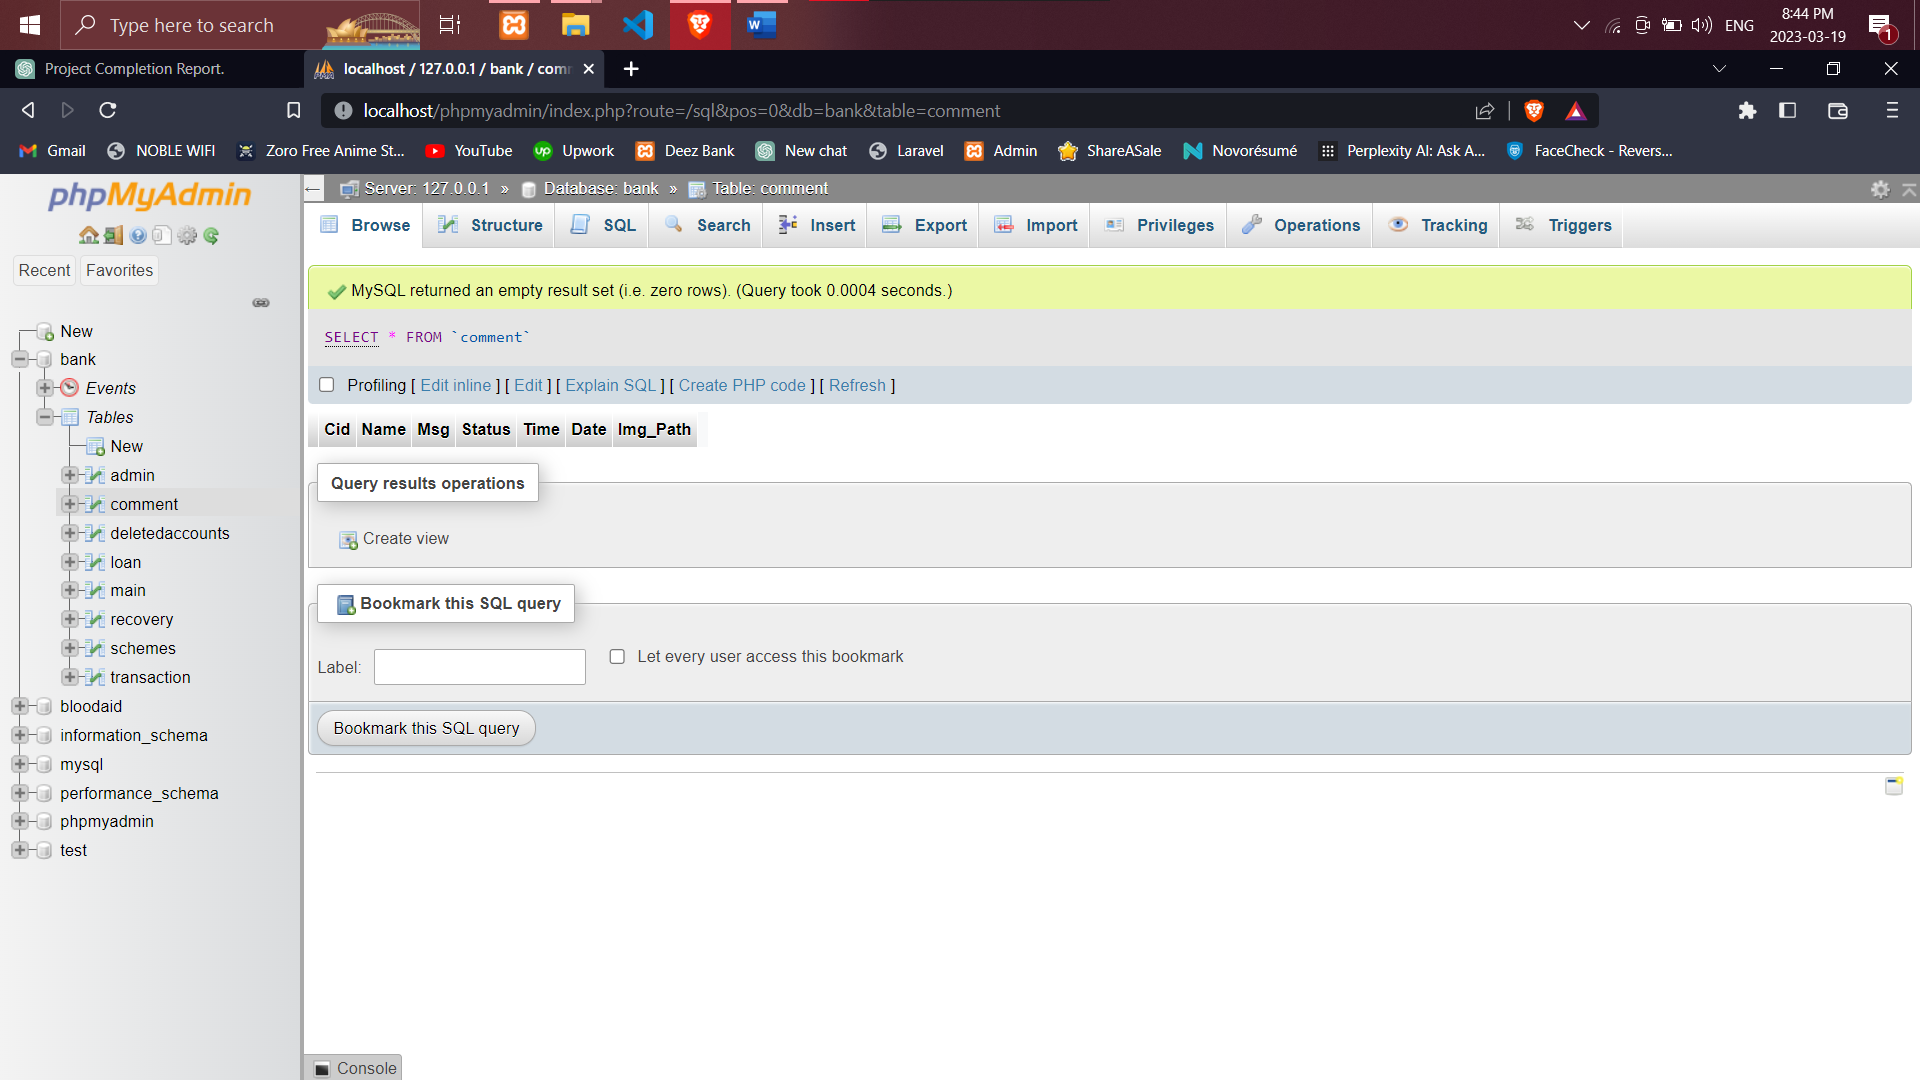 Type here to search
ENG
8:44 PM
2023-03-19
1
Project Completion Report.
localhost / 127.0.0.1 / bank / com
localhost/phpmyadmin/index.php?route=/sql&pos=0&db=bank&table=comment
Gmail
NOBLE WIFI
Zoro Free Anime St...
YouTube
Upwork
Deez Bank
New chat
Laravel
Admin
ShareASale
Novorésumé
Perplexity AI: Ask A...
FaceCheck - Revers...
phpMyAdmin
Recent
Favorites
New
bank
Events
Tables
New
admin
comment
deletedaccounts
loan
main
recovery
schemes
transaction
bloodaid
information_schema
mysql
performance_schema
phpmyadmin
test
Server: 127.0.0.1 » Database: bank » Table: comment
Browse
Structure
SQL
Search
Insert
Export
Import
Privileges
Operations
Tracking
Triggers
MySQL returned an empty result set (i.e. zero rows). (Query took 0.0004 seconds.)
SELECT * FROM `comment`
Profiling [ Edit inline ] [ Edit ] [ Explain SQL ] [ Create PHP code ] [ Refresh ]
Cid Name Msg Status Time Date Img_Path
Query results operations
Create view
Bookmark this SQL query
Label:
Let every user access this bookmark
Bookmark this SQL query
Console